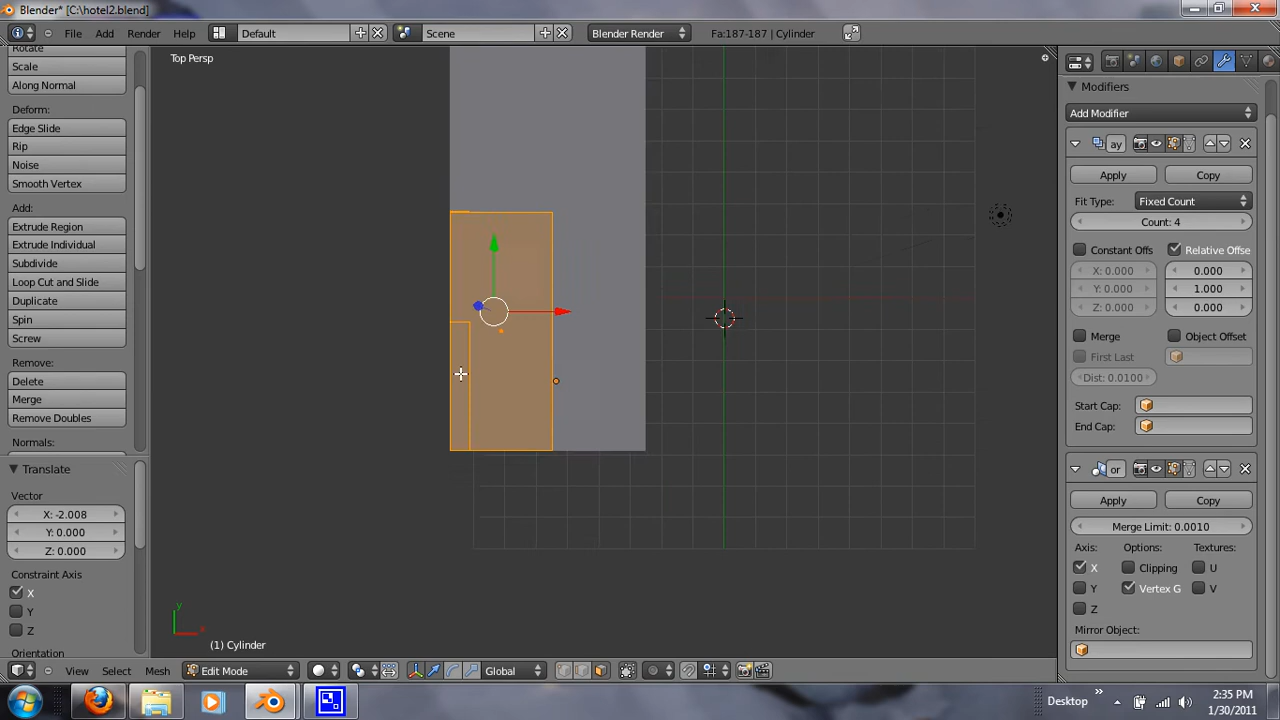 Blender* [C:\hotel2.blend]
File Add Render Help Default Scene Blender Render Fa:187-187 | Cylinder
Rotate
Scale
Along Normal
Deform:
Edge Slide
Rip
Noise
Smooth Vertex
Add:
Extrude Region
Extrude Individual
Subdivide
Loop Cut and Slide
Duplicate
Spin
Screw
Remove:
Delete
Merge
Remove Doubles
Normals:
Translate
Vector
X: -2.008
Y: 0.000
Z: 0.000
Constraint Axis
X
Y
Z
Orientation
Top Persp
y
x
(1) Cylinder
View Select Mesh Edit Mode Global
Modifiers
Add Modifier
ay
Apply Copy
Fit Type: Fixed Count
Count: 4
Constant Offs Relative Offse
X: 0.000 0.000
Y: 0.000 1.000
Z: 0.000 0.000
Merge Object Offset
First Last
Dist: 0.0100
Start Cap:
End Cap:
or
Apply Copy
Merge Limit: 0.0010
Axis: Options: Textures:
X Clipping U
Y Vertex G V
Z
Mirror Object:
Desktop »
2:35 PM
1/30/2011